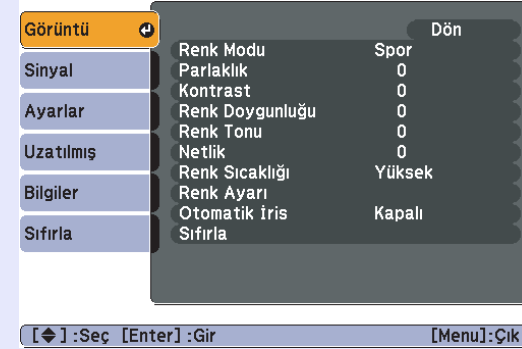 Görüntü
Sinyal
Ayarlar
Uzatılmış
Bilgiler
Sıfırla
Dön
Renk Modu Spor
Parlaklık 0
Kontrast 0
Renk Doygunluğu 0
Renk Tonu 0
Netlik 0
Renk Sıcaklığı Yüksek
Renk Ayarı
Otomatik İris Kapalı
Sıfırla
[◆]:Seç [Enter]:Gir [Menu]:Çık